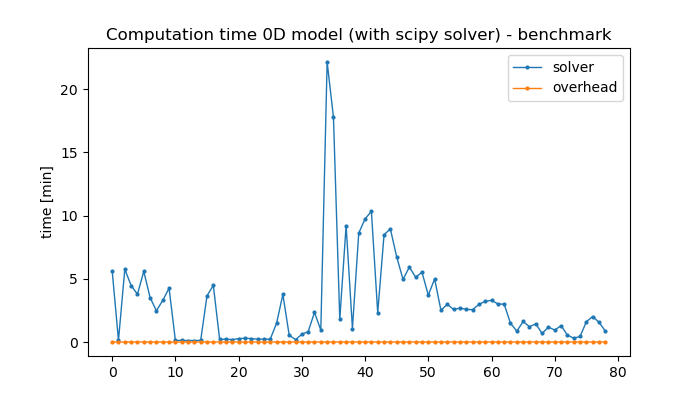 Computation time 0D model (with scipy solver) - benchmark
solver
overhead
time [min]
20
15
10
5
0
0 10 20 30 40 50 60 70 80